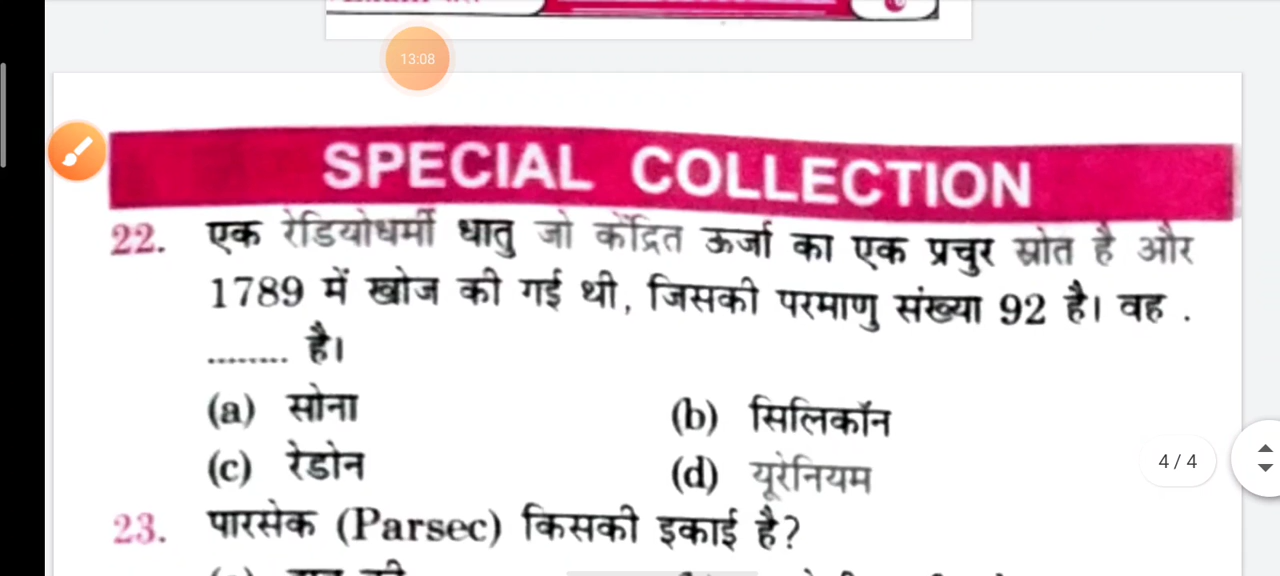 13:08
SPECIAL COLLECTION
22. एक रेडियोधर्मी धातु जो केंद्रित ऊर्जा का एक प्रचुर स्रोत है और
1789 में खोज की गई थी, जिसकी परमाणु संख्या 92 है। वह .
........ है।
(a) सोना (b) सिलिकॉन
(c) रेडोन (d) यूरेनियम
4 / 4
23. पारसेक (Parsec) किसकी इकाई है?